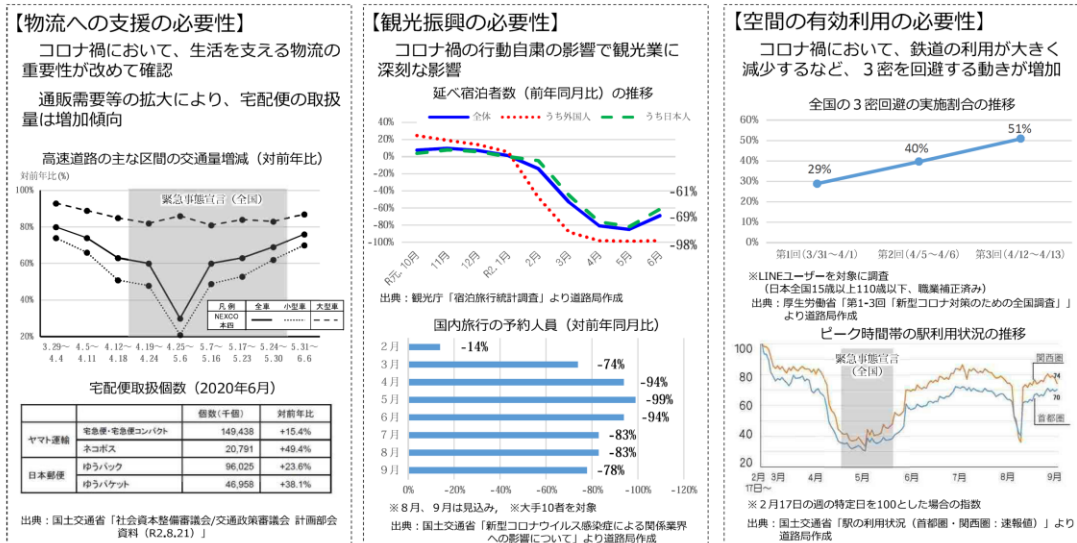 【物流への支援の必要性】
コロナ禍において、生活を支える物流の
重要性が改めて確認
通販需要等の拡大により、宅配便の取扱
量は増加傾向
高速道路の主な区間の交通量増減（対前年比）
対前年比(%)
100%
80%
60%
40%
20%
緊急事態宣言（全国）
凡例 全車 小型車 大型車
NEXCO
本四
3.29～ 4.5～ 4.12～ 4.19～ 4.25～ 5.7～ 5.17～ 5.24～ 5.31～
4.4 4.11 4.18 4.24 5.6 5.16 5.23 5.30 6.6
宅配便取扱個数（2020年6月）
個数(千個) 対前年比
ヤマト運輸 宅急便・宅急便コンパクト 149,438 +15.4%
ネコポス 20,791 +49.4%
日本郵便 ゆうパック 96,025 +23.6%
ゆうパケット 46,958 +38.1%
出典：国土交通省「社会資本整備審議会/交通政策審議会 計画部会
資料（R2.8.21）」
【観光振興の必要性】
コロナ禍の行動自粛の影響で観光業に
深刻な影響
延べ宿泊者数（前年同月比）の推移
全体 うち外国人 うち日本人
40%
20%
0%
-20%
-40%
-60%
-80%
-100%
-61%
-69%
-98%
R元.10月 11月 12月 R2.1月 2月 3月 4月 5月 6月
出典：観光庁「宿泊旅行統計調査」より道路局作成
国内旅行の予約人員（対前年同月比）
2月 -14%
3月 -74%
4月 -94%
5月 -99%
6月 -94%
7月 -83%
8月 -83%
9月 -78%
0% -20% -40% -60% -80% -100% -120%
※８月、９月は見込み， ※大手10者を対象
出典：国土交通省「新型コロナウイルス感染症による関係業界
への影響について」より道路局作成
【空間の有効利用の必要性】
コロナ禍において、鉄道の利用が大きく
減少するなど、３密を回避する動きが増加
全国の３密回避の実施割合の推移
60%
50%
40%
30%
20%
10%
0%
29%
40%
51%
第1回(3/31～4/1) 第2回(4/5～4/6) 第3回(4/12～4/13)
※LINEユーザーを対象に調査
（日本全国15歳以上110歳以下、職業補正済み）
出典：厚生労働省「第1-3回「新型コロナ対策のための全国調査」」
より道路局作成
ピーク時間帯の駅利用状況の推移
100
80
60
40
20
緊急事態宣言
（全国）
関西圏
74
70
首都圏
2月 3月 4月 5月 6月 7月 8月 9月
17日～
※２月17日の週の特定日を100とした場合の指数
出典：国土交通省「駅の利用状況（首都圏・関西圏：速報値）」より
道路局作成